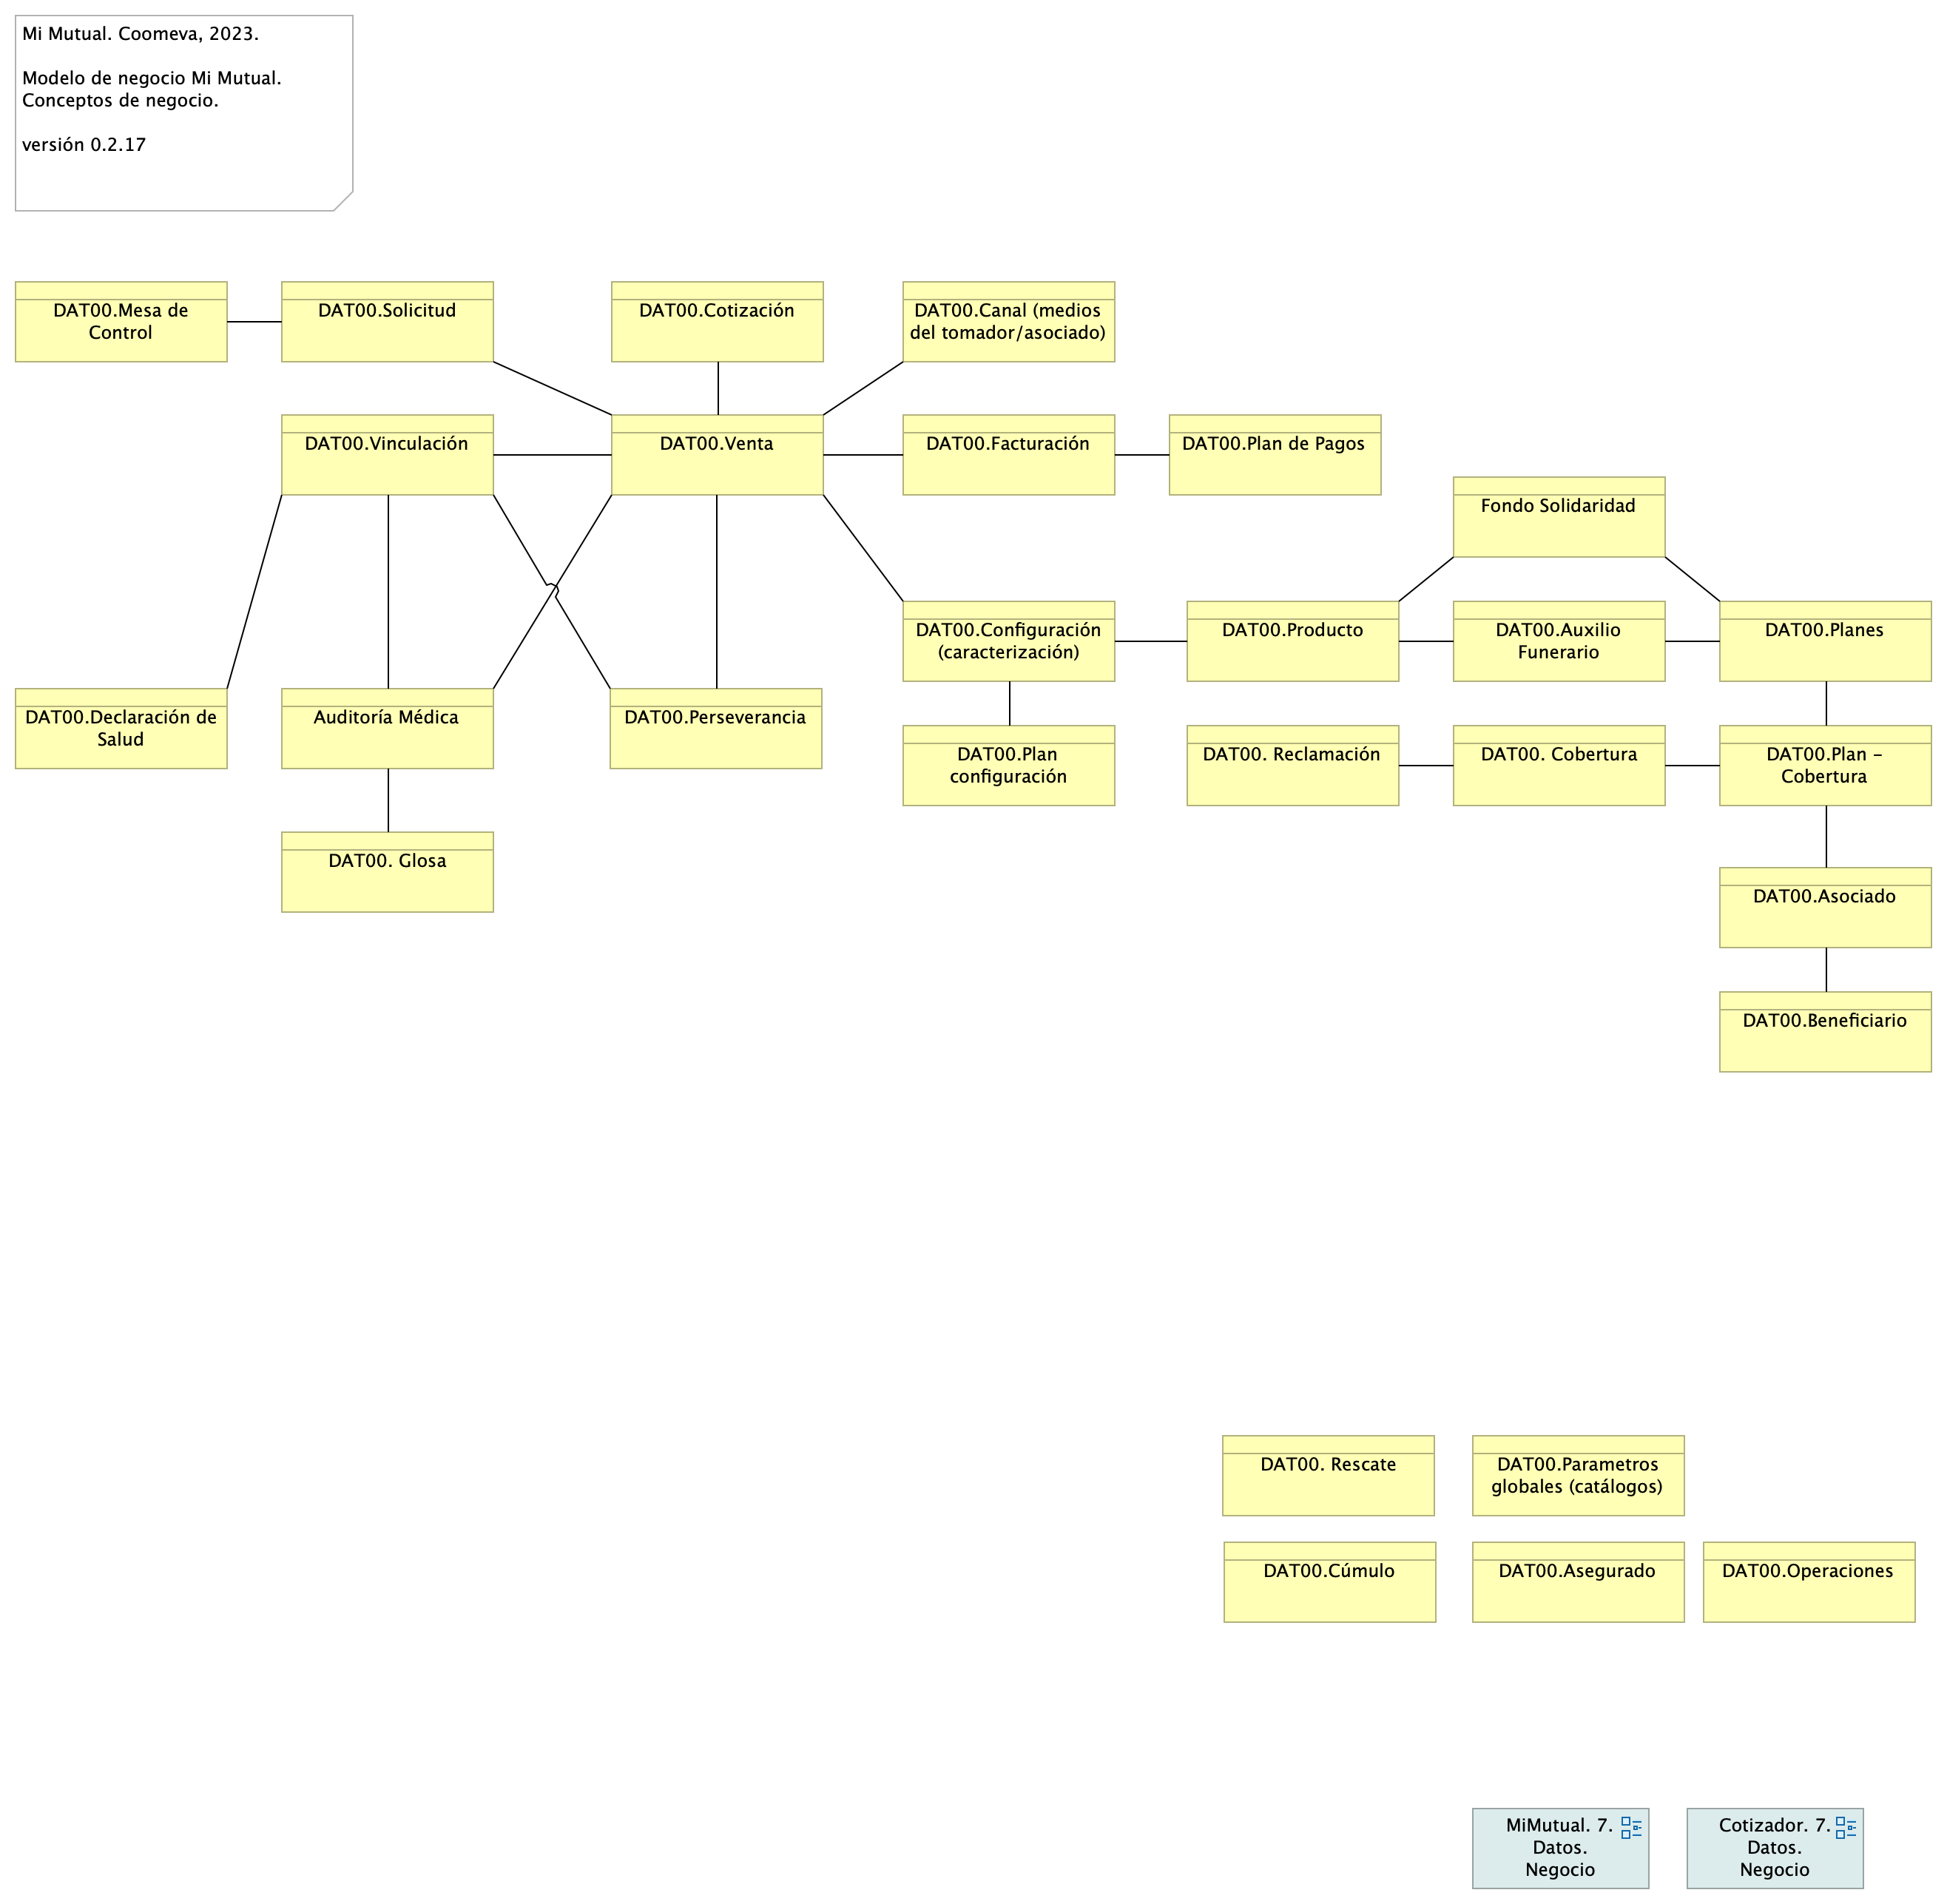 Mi Mutual. Coomeva, 2023.
Modelo de negocio Mi Mutual.
Conceptos de negocio.
versión 0.2.17
DAT00.Mesa de
Control
DAT00.Solicitud
DAT00.Cotización
DAT00.Canal (medios
del tomador/asociado)
DAT00.Vinculación
DAT00.Venta
DAT00.Facturación
DAT00.Plan de Pagos
Fondo Solidaridad
DAT00.Configuración
(caracterización)
DAT00.Producto
DAT00.Auxilio
Funerario
DAT00.Planes
DAT00.Declaración de
Salud
Auditoría Médica
DAT00.Perseverancia
DAT00.Plan
configuración
DAT00. Reclamación
DAT00. Cobertura
DAT00.Plan –
Cobertura
DAT00. Glosa
DAT00.Asociado
DAT00.Beneficiario
DAT00. Rescate
DAT00.Parametros
globales (catálogos)
DAT00.Cúmulo
DAT00.Asegurado
DAT00.Operaciones
MiMutual. 7.
Datos.
Negocio
Cotizador. 7.
Datos.
Negocio